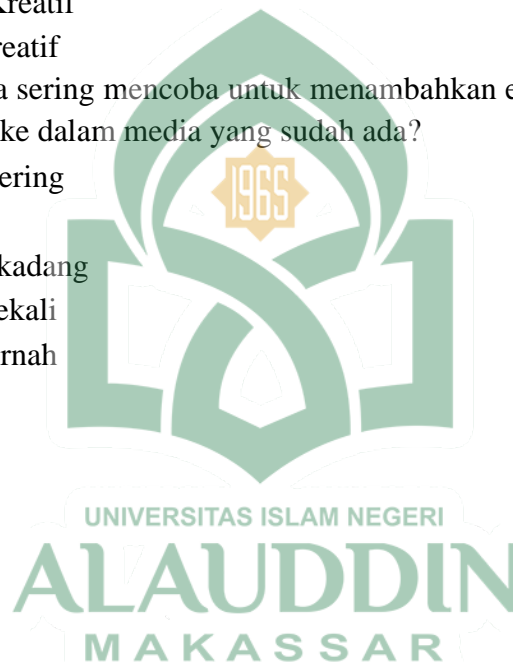 reatif
reatif
a sering mencoba untuk menambahkan e
ke dalam media yang sudah ada?
ering
1965
kadang
ekali
rnah
UNIVERSITAS ISLAM NEGERI
ALAUDDIN
MAKASSAR